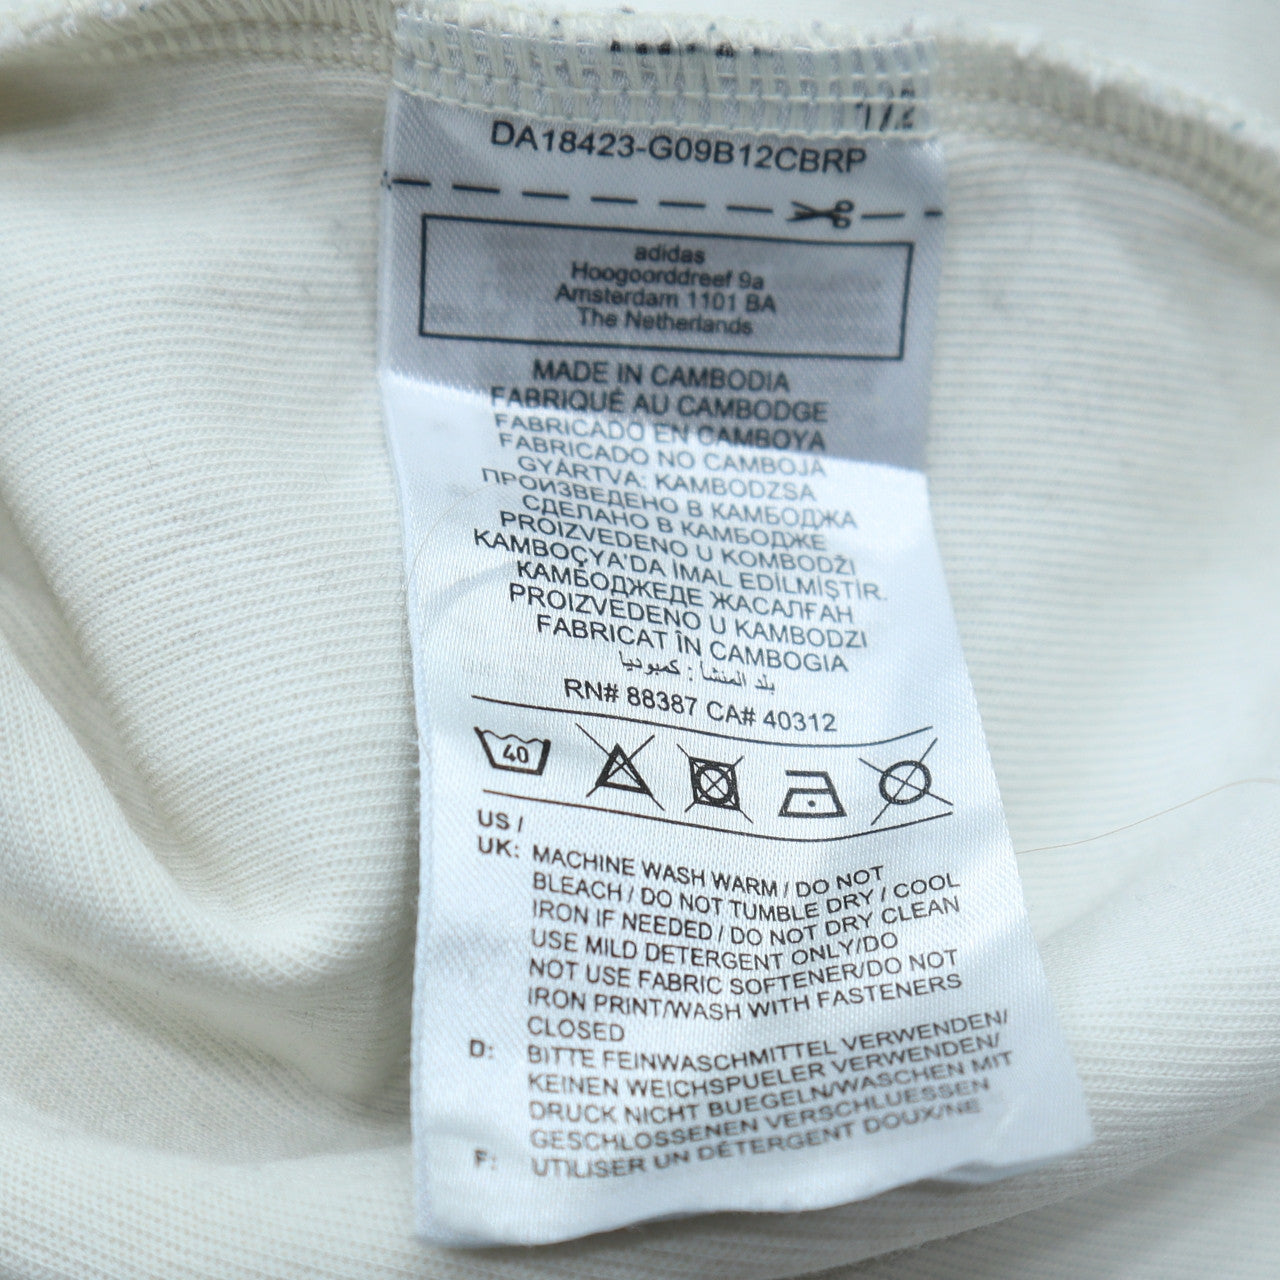 1/2
DA18423-G09B12CBRP
adidas
Hoogoorddreef 9a
Amsterdam 1101 BA
The Netherlands
MADE IN CAMBODIA
FABRIQUÉ AU CAMBODGE
FABRICADO EN CAMBOYA
FABRICADO NO CAMBOJA
GYÁRTVA: KAMBODZSA
ПРОИЗВЕДЕНО В КАМБОДЖА
СДЕЛАНО В КАМБОДЖЕ
PROIZVEDENO U KOMBODŽI
KAMBOÇYA'DA İMAL EDİLMİŞTİR.
КАМБОДЖЕДЕ ЖАСАЛҒАН
PROIZVEDENO U KAMBODZI
FABRICAT ÎN CAMBOGIA
بلد المنشأ : كمبوديا
RN# 88387 CA# 40312
40
US /
UK: MACHINE WASH WARM / DO NOT
BLEACH / DO NOT TUMBLE DRY / COOL
IRON IF NEEDED / DO NOT DRY CLEAN
USE MILD DETERGENT ONLY/DO
NOT USE FABRIC SOFTENER/DO NOT
IRON PRINT/WASH WITH FASTENERS
CLOSED
D: BITTE FEINWASCHMITTEL VERWENDEN/
KEINEN WEICHSPUELER VERWENDEN/
DRUCK NICHT BUEGELN/WASCHEN MIT
GESCHLOSSENEN VERSCHLUESSEN
F: UTILISER UN DÉTERGENT DOUX/NE